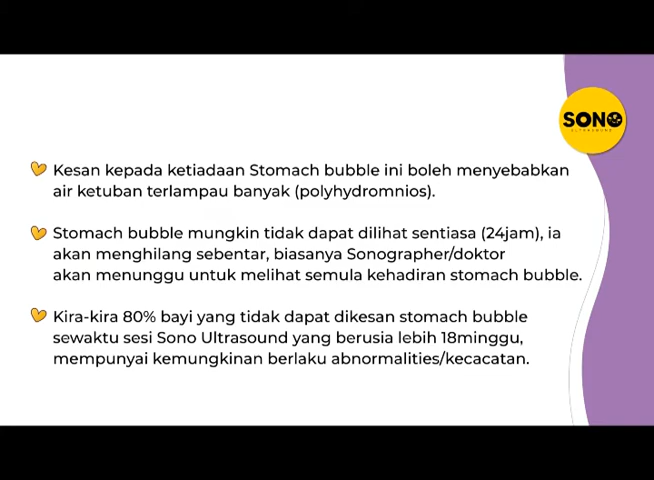 SONO
ULTRASOUND
Kesan kepada ketiadaan Stomach bubble ini boleh menyebabkan
air ketuban terlampau banyak (polyhydromnios).
Stomach bubble mungkin tidak dapat dilihat sentiasa (24jam), ia
akan menghilang sebentar, biasanya Sonographer/doktor
akan menunggu untuk melihat semula kehadiran stomach bubble.
Kira-kira 80% bayi yang tidak dapat dikesan stomach bubble
sewaktu sesi Sono Ultrasound yang berusia lebih 18minggu,
mempunyai kemungkinan berlaku abnormalities/kecacatan.